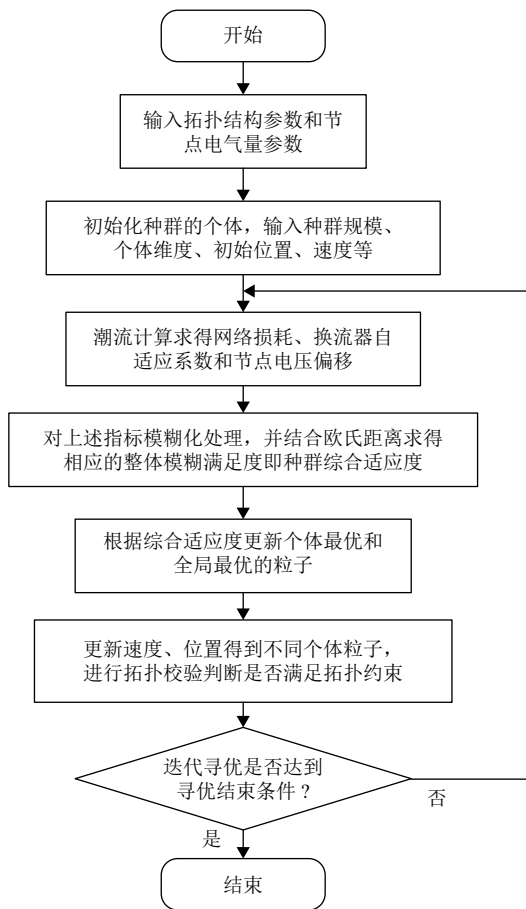 开始
输入拓扑结构参数和节
点电气量参数
初始化种群的个体，输入种群规模、
个体维度、初始位置、速度等
潮流计算求得网络损耗、换流器自
适应系数和节点电压偏移
对上述指标模糊化处理，并结合欧氏距离求得
相应的整体模糊满足度即种群综合适应度
根据综合适应度更新个体最优和
全局最优的粒子
更新速度、位置得到不同个体粒子，
进行拓扑校验判断是否满足拓扑约束
迭代寻优是否达到
寻优结束条件？
否
是
结束